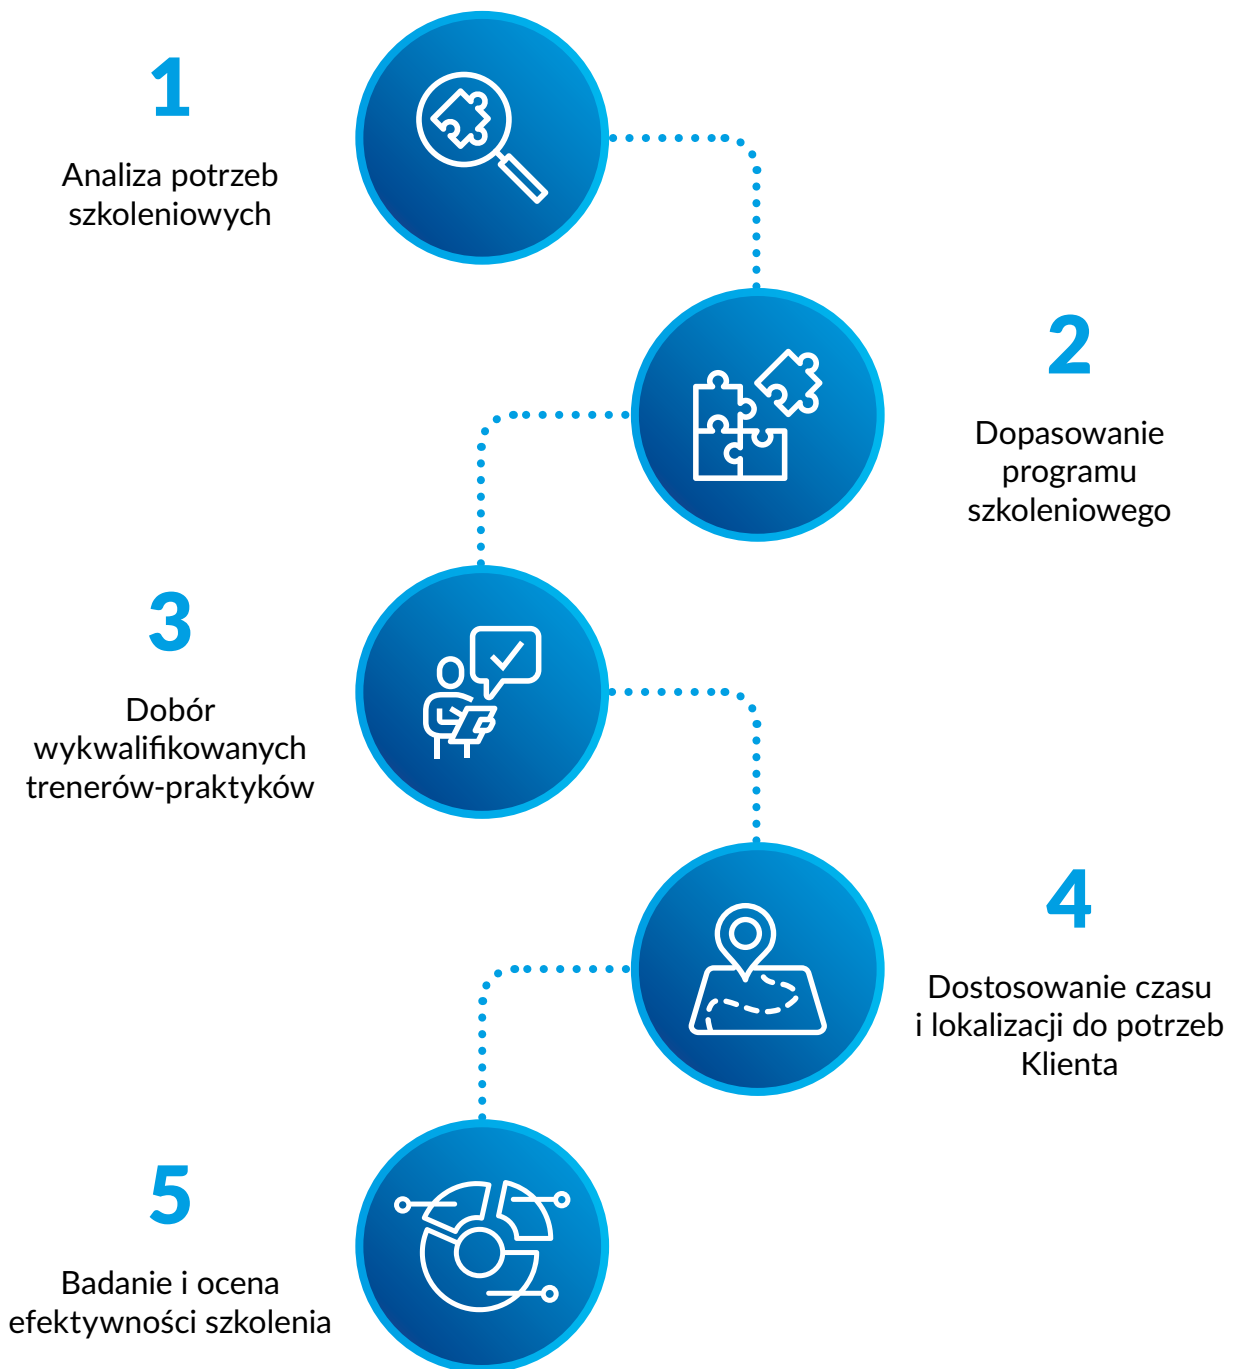 1
Analiza potrzeb
szkoleniowych
2
Dopasowanie
programu
szkoleniowego
3
Dobór
wykwalifikowanych
trenerów-praktyków
4
Dostosowanie czasu
i lokalizacji do potrzeb
Klienta
5
Badanie i ocena
efektywności szkolenia